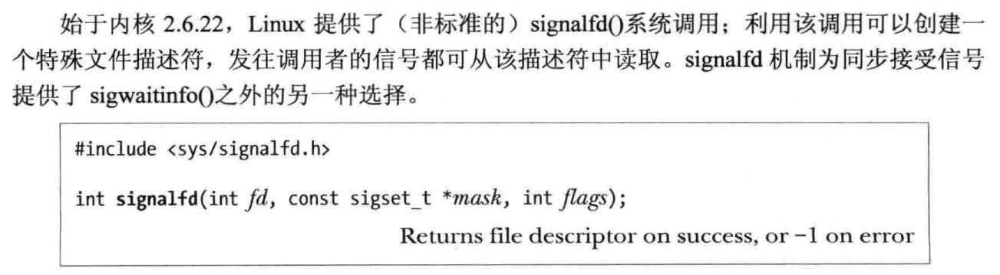 始于内核 2.6.22，Linux 提供了（非标准的）signalfd()系统调用；利用该调用可以创建一
个特殊文件描述符，发往调用者的信号都可从该描述符中读取。signalfd 机制为同步接受信号
提供了 sigwaitinfo()之外的另一种选择。
#include <sys/signalfd.h>
int signalfd(int fd, const sigset_t *mask, int flags);
Returns file descriptor on success, or −1 on error